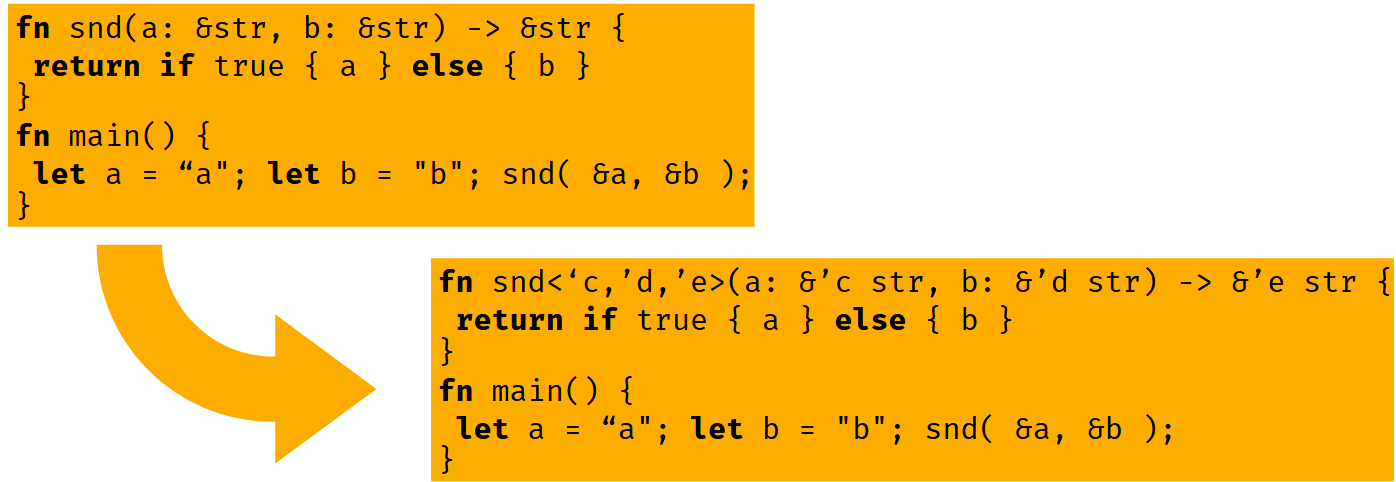 fn snd(a: &str, b: &str) -> &str {
return if true { a } else { b }
}
fn main() {
let a = “a"; let b = "b"; snd( &a, &b );
}
fn snd<‘c,’d,’e>(a: &’c str, b: &’d str) -> &’e str {
return if true { a } else { b }
}
fn main() {
let a = “a"; let b = "b"; snd( &a, &b );
}